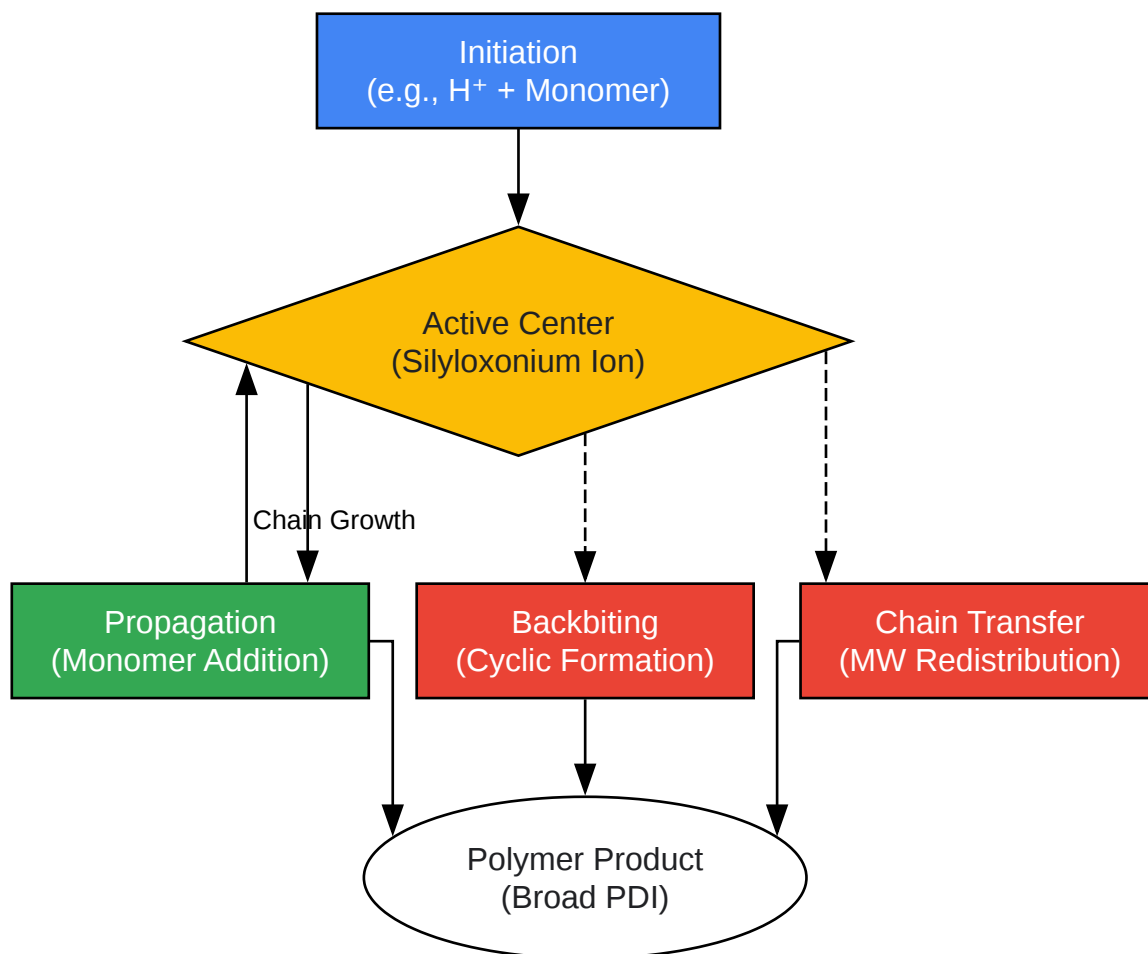 Initiation
(e.g., H⁺ + Monomer)
Active Center
(Silyloxonium Ion)
Chain Growth
Propagation
(Monomer Addition)
Backbiting
(Cyclic Formation)
Chain Transfer
(MW Redistribution)
Polymer Product
(Broad PDI)